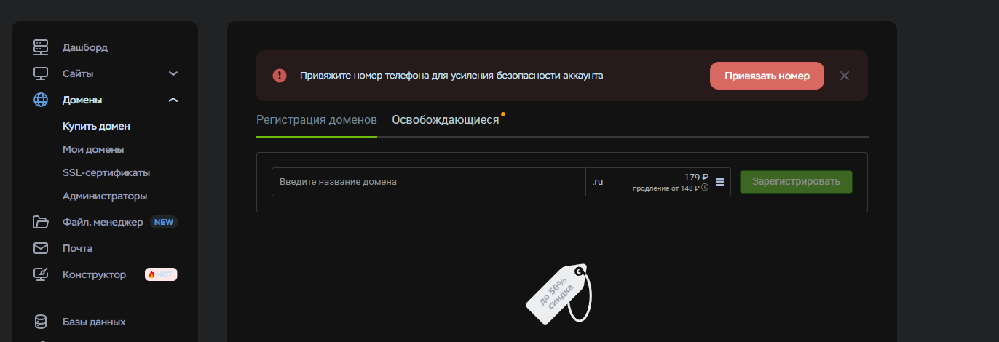 Дашборд
Сайты
Домены
Купить домен
Мои домены
SSL-сертификаты
Администраторы
Файл. менеджер NEW
Почта
Конструктор HOT
Базы данных
Привяжите номер телефона для усиления безопасности аккаунта
Привязать номер
Регистрация доменов Освобождающиеся
Введите название домена
.ru
179 ₽
продление от 148 ₽
Зарегистрировать
до 50%
скидка